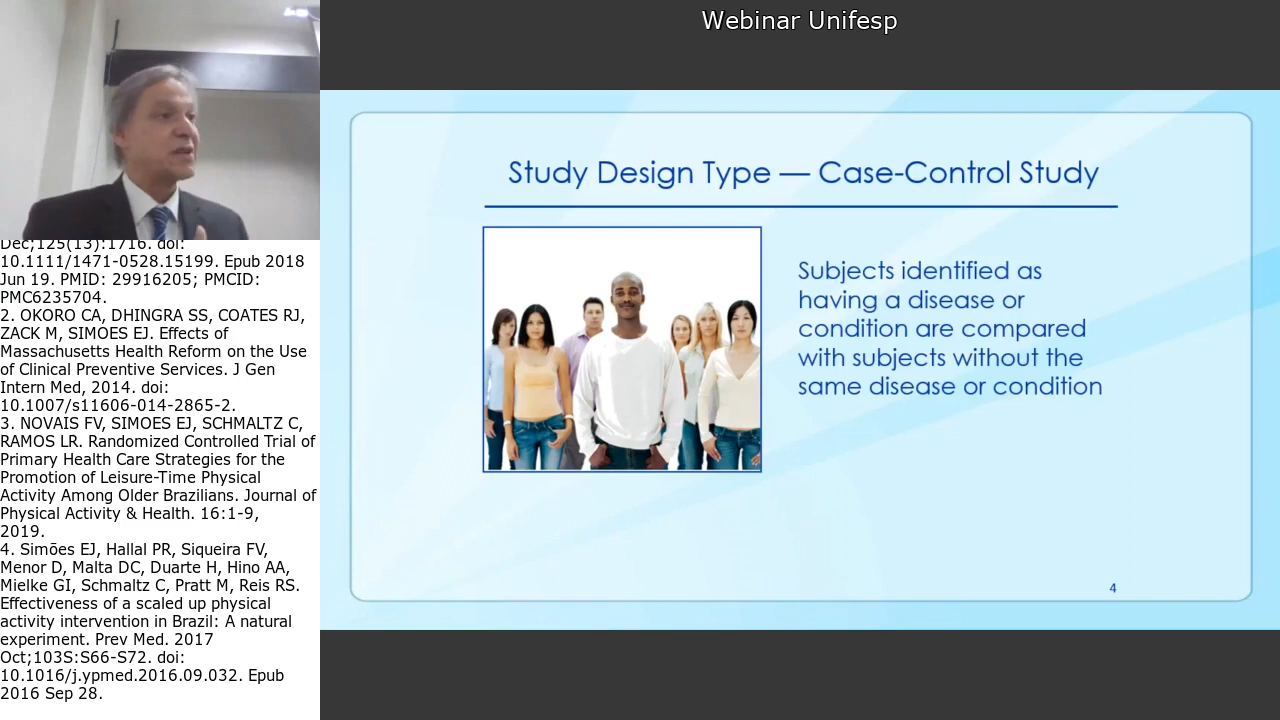 Webinar Unifesp
Dec;125(13):1716. doi:
10.1111/1471-0528.15199. Epub 2018
Jun 19. PMID: 29916205; PMCID:
PMC6235704.
2. OKORO CA, DHINGRA SS, COATES RJ,
ZACK M, SIMOES EJ. Effects of
Massachusetts Health Reform on the Use
of Clinical Preventive Services. J Gen
Intern Med, 2014. doi:
10.1007/s11606-014-2865-2.
3. NOVAIS FV, SIMOES EJ, SCHMALTZ C,
RAMOS LR. Randomized Controlled Trial of
Primary Health Care Strategies for the
Promotion of Leisure-Time Physical
Activity Among Older Brazilians. Journal of
Physical Activity & Health. 16:1-9,
2019.
4. Simões EJ, Hallal PR, Siqueira FV,
Menor D, Malta DC, Duarte H, Hino AA,
Mielke GI, Schmaltz C, Pratt M, Reis RS.
Effectiveness of a scaled up physical
activity intervention in Brazil: A natural
experiment. Prev Med. 2017
Oct;103S:S66-S72. doi:
10.1016/j.ypmed.2016.09.032. Epub
2016 Sep 28.
Study Design Type — Case-Control Study
Subjects identified as
having a disease or
condition are compared
with subjects without the
same disease or condition
4